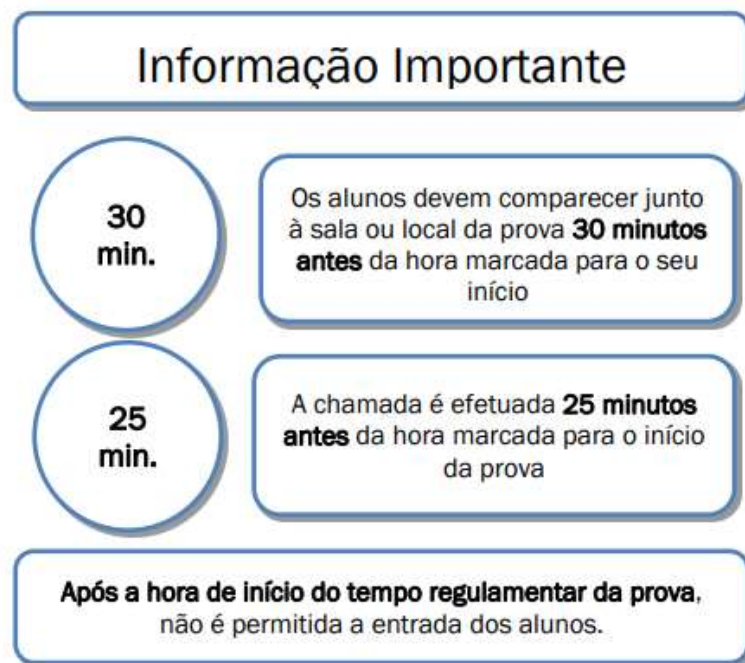 Informação Importante
30
min.
Os alunos devem comparecer junto
à sala ou local da prova 30 minutos
antes da hora marcada para o seu
início
25
min.
A chamada é efetuada 25 minutos
antes da hora marcada para o início
da prova
Após a hora de início do tempo regulamentar da prova,
não é permitida a entrada dos alunos.